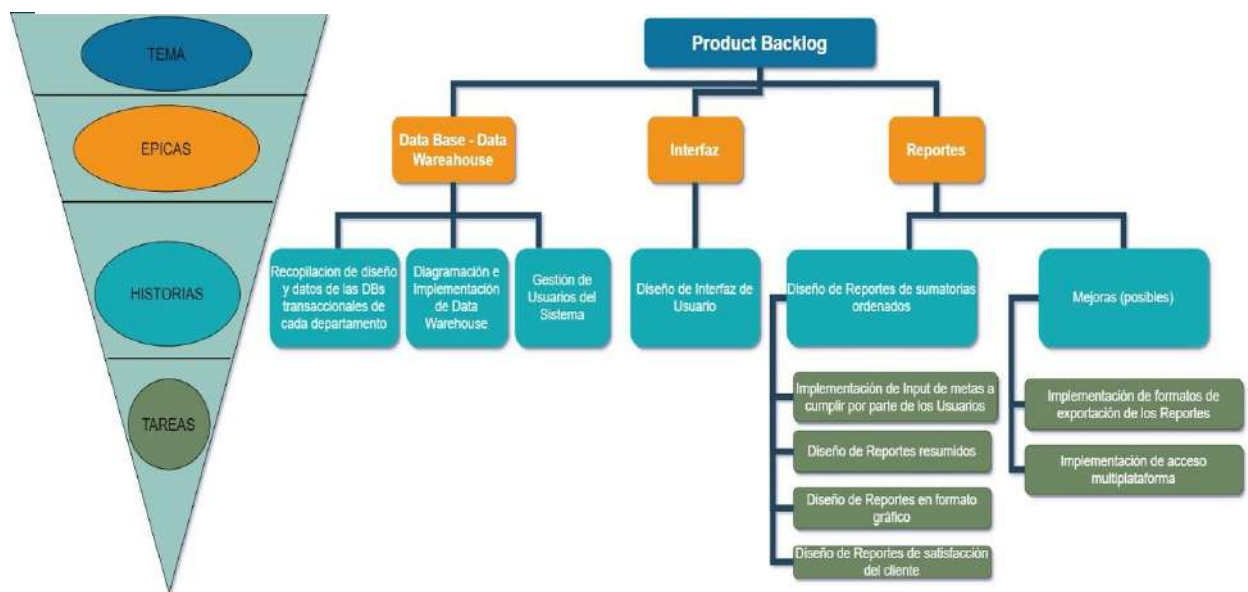 TEMA
EPICAS
HISTORIAS
TAREAS
Product Backlog
Data Base - Data
Wareahouse
Interfaz
Reportes
Recopilacion de diseño
y datos de las DBs
transaccionales de
cada departamento
Diagramación e
Implementación
de Data
Warehouse
Gestión de
Usuarios del
Sistema
Diseño de Interfaz de
Usuario
Diseño de Reportes de sumatorias
ordenados
Mejoras (posibles)
Implementación de Input de metas a
cumplir por parte de los Usuarios
Diseño de Reportes resumidos
Diseño de Reportes en formato
gráfico
Diseño de Reportes de satisfacción
del cliente
Implementación de formatos de
exportación de los Reportes
Implementación de acceso
multiplataforma